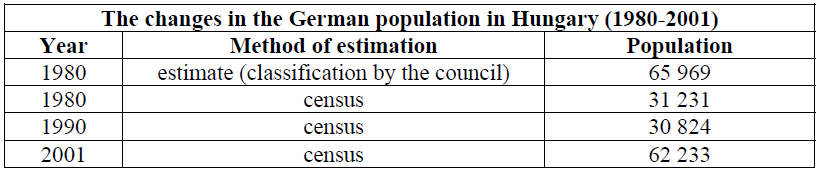 The changes in the German population in Hungary (1980-2001)
Year Method of estimation Population
1980 estimate (classification by the council) 65 969
1980 census 31 231
1990 census 30 824
2001 census 62 233